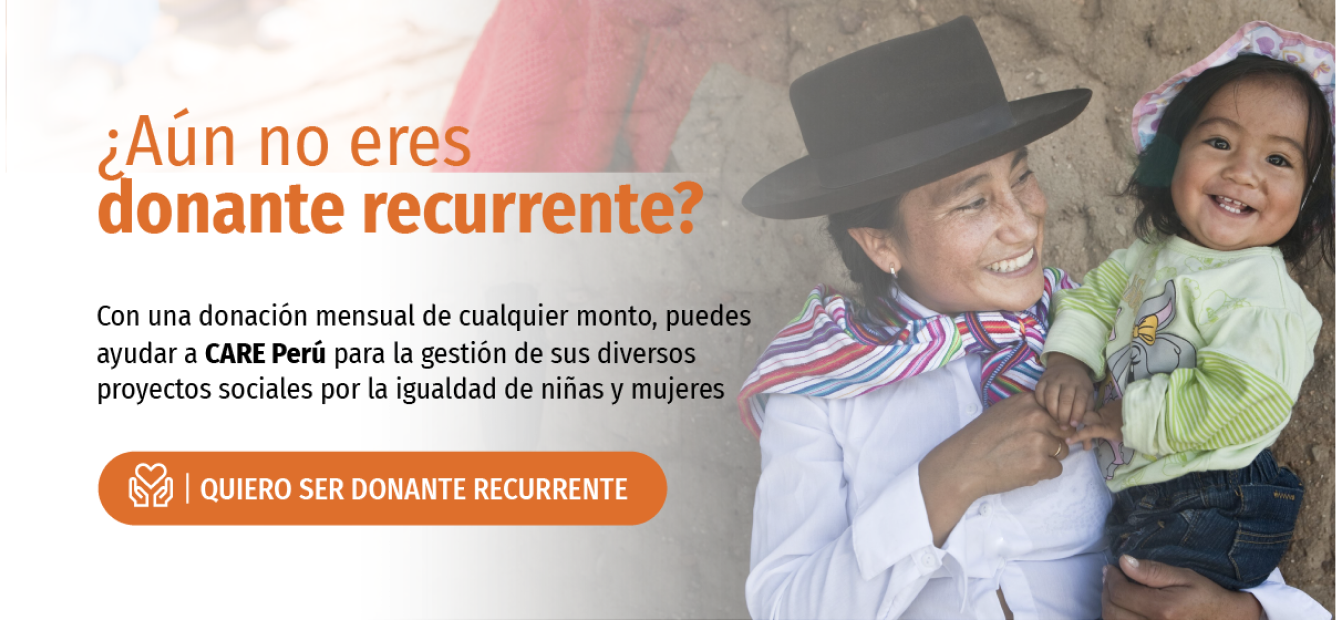 ¿Aún no eres
donante recurrente?
Con una donación mensual de cualquier monto, puedes
ayudar a CARE Perú para la gestión de sus diversos
proyectos sociales por la igualdad de niñas y mujeres
QUIERO SER DONANTE RECURRENTE